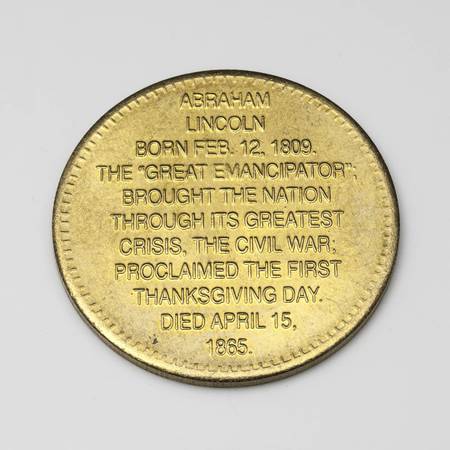 ABRAHAM
LINCOLN
BORN FEB. 12, 1809.
THE "GREAT EMANCIPATOR";
BROUGHT THE NATION
THROUGH ITS GREATEST
CRISIS, THE CIVIL WAR;
PROCLAIMED THE FIRST
THANKSGIVING DAY.
DIED APRIL 15,
1865.